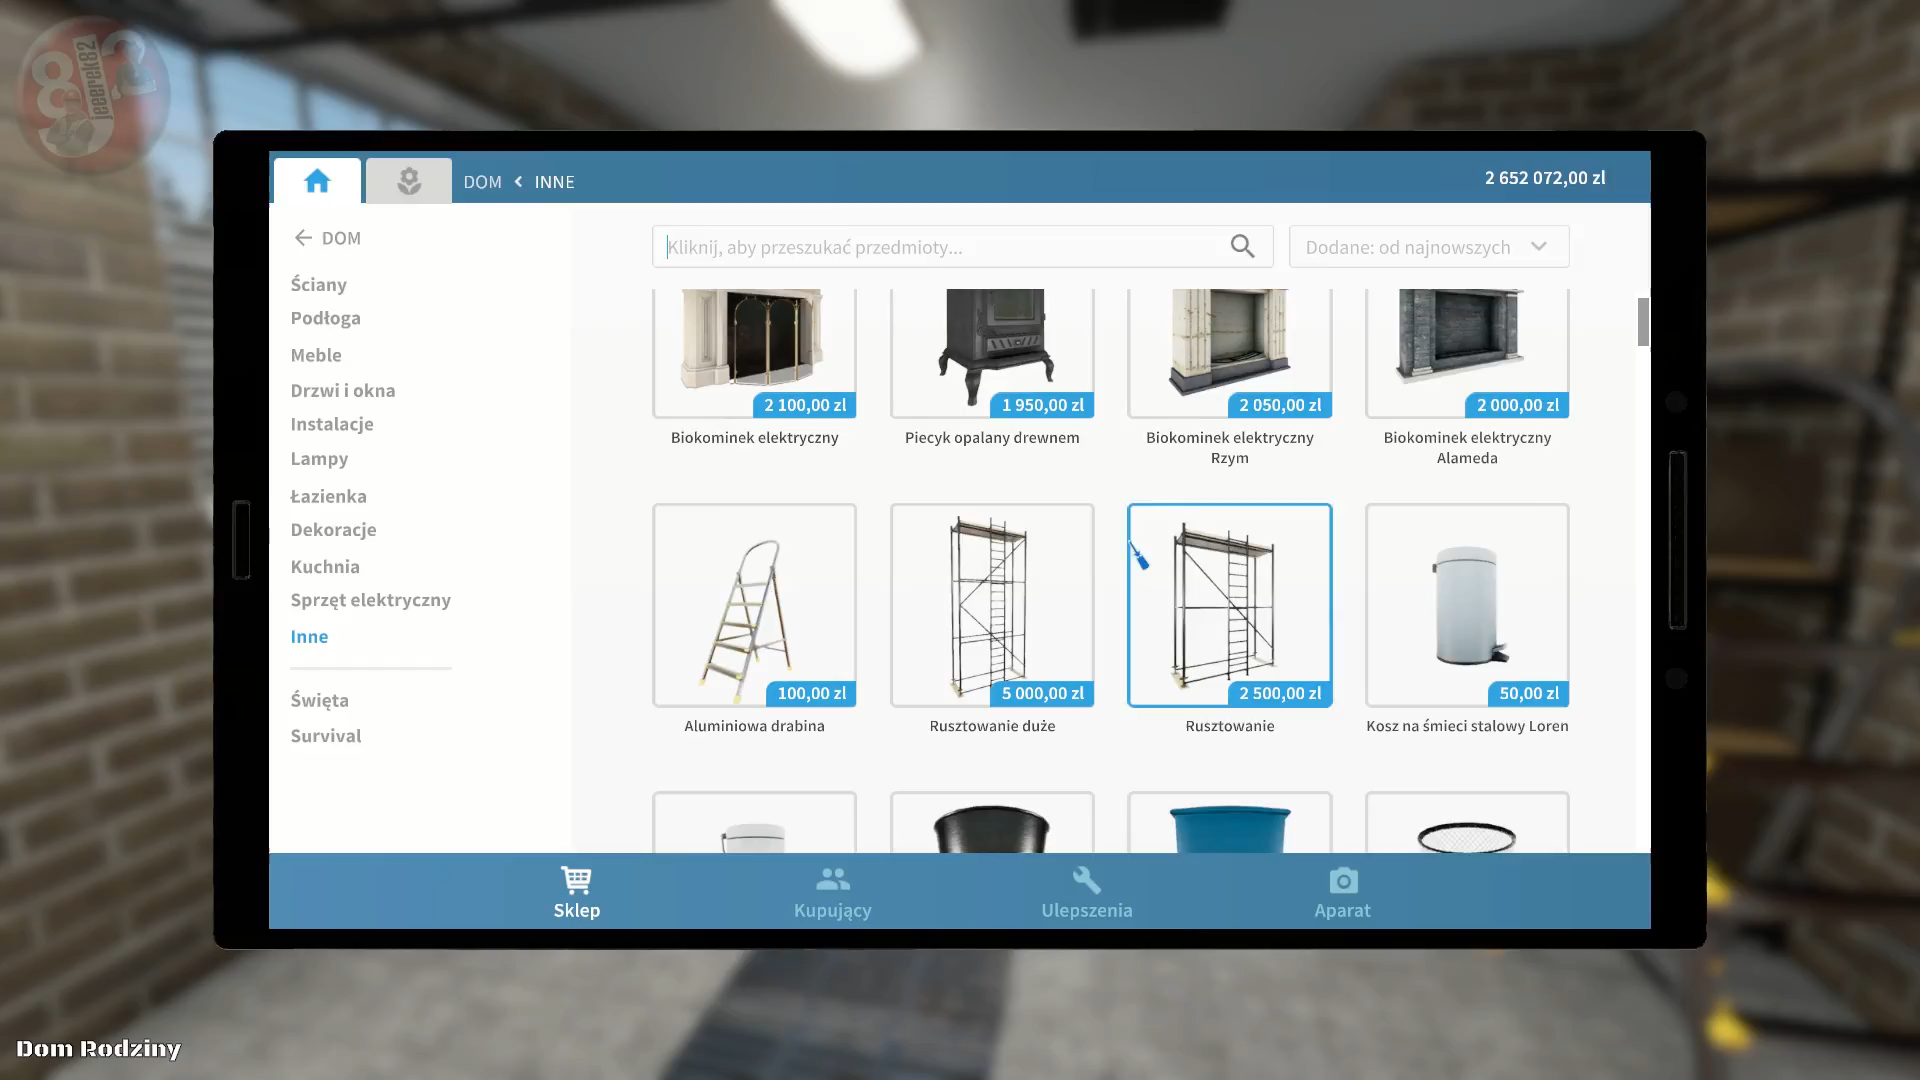 82
jeeerek82
DOM
INNE
2 652 072,00 zl
DOM
Kliknij, aby przeszukać przedmioty...
Dodane: od najnowszych
Ściany
Podłoga
Meble
Drzwi i okna
Instalacje
Lampy
Łazienka
Dekoracje
Kuchnia
Sprzęt elektryczny
Inne
Święta
Survival
2 100,00 zl
1 950,00 zl
2 050,00 zl
2 000,00 zl
Biokominek elektryczny
Piecyk opalany drewnem
Biokominek elektryczny
Rzym
Biokominek elektryczny
Alameda
100,00 zl
5 000,00 zl
2 500,00 zl
50,00 zl
Aluminiowa drabina
Rusztowanie duże
Rusztowanie
Kosz na śmieci stalowy Loren
Sklep
Kupujący
Ulepszenia
Aparat
Dom Rodziny